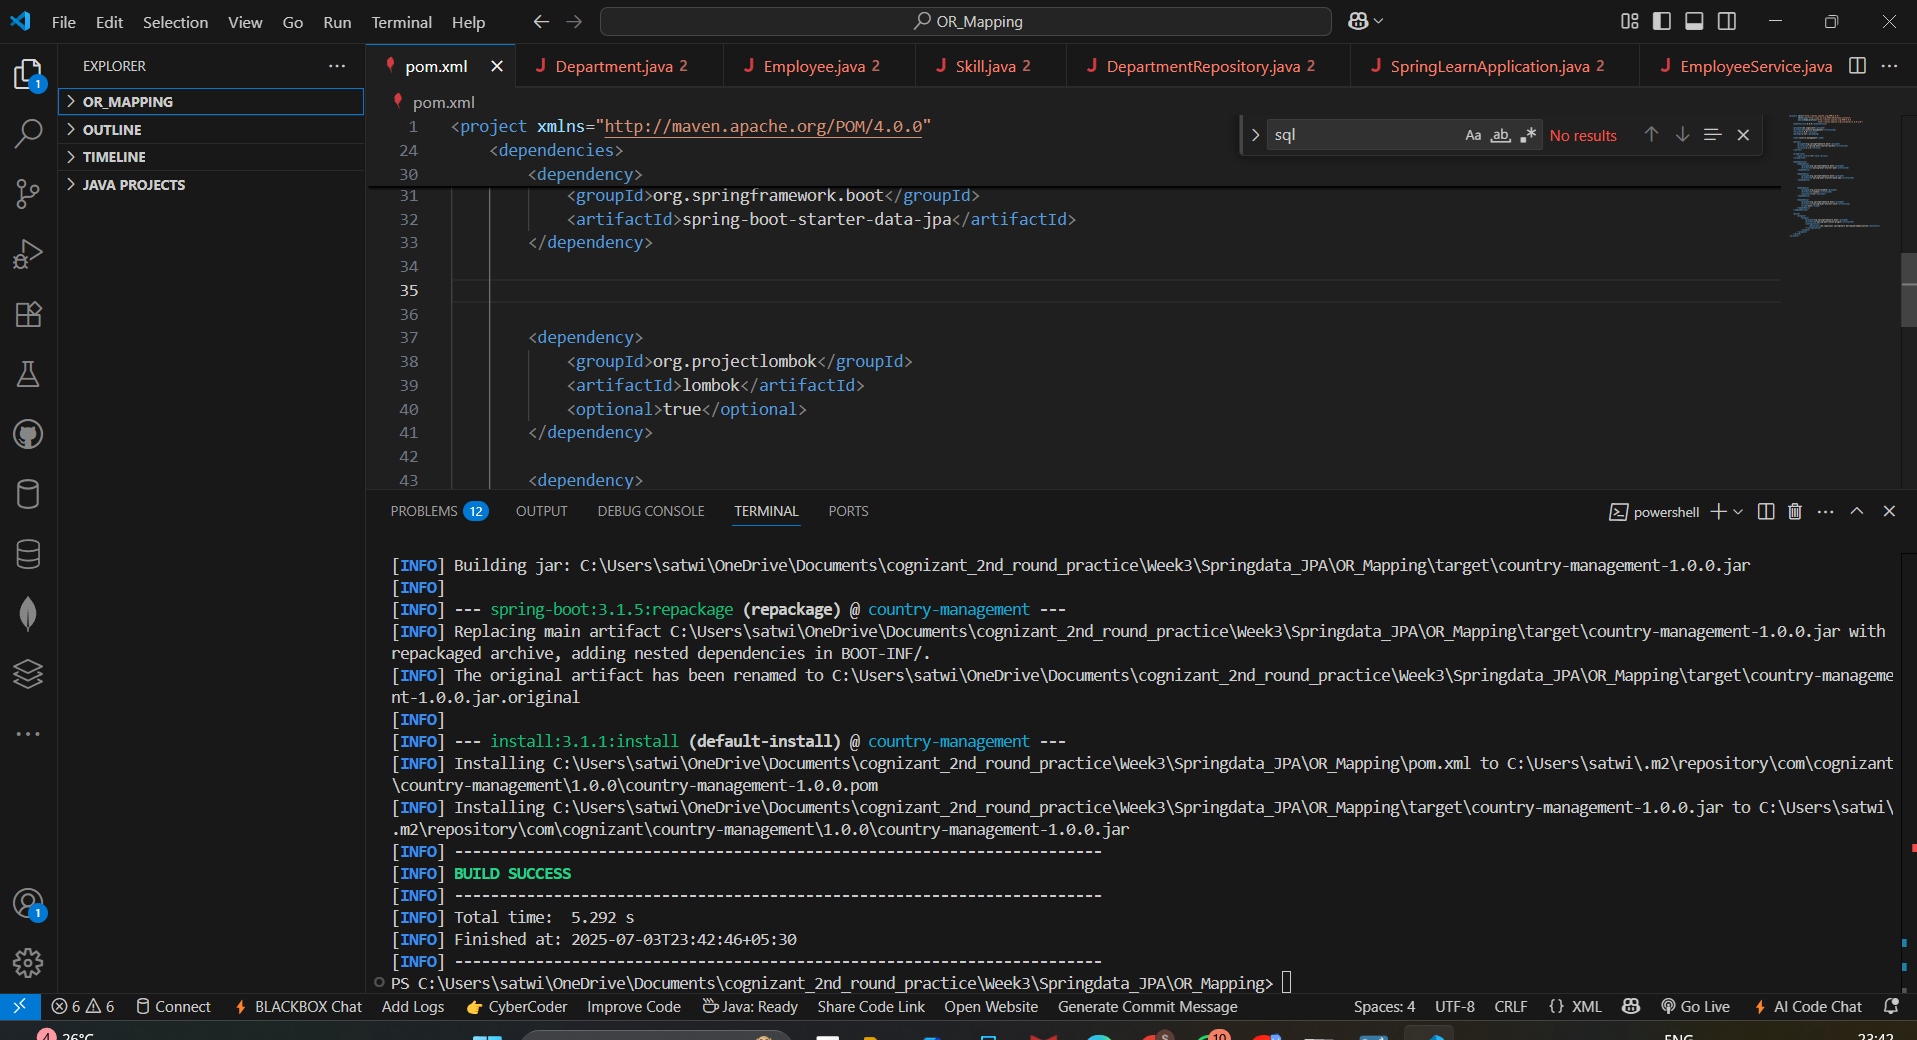 File Edit Selection View Go Run Terminal Help OR_Mapping
EXPLORER
OR_MAPPING
OUTLINE
TIMELINE
JAVA PROJECTS
pom.xml Department.java 2 Employee.java 2 Skill.java 2 DepartmentRepository.java 2 SpringLearnApplication.java 2 EmployeeService.java
pom.xml
sql Aa ab No results
1 <project xmlns="http://maven.apache.org/POM/4.0.0"
24 <dependencies>
30 <dependency>
31 <groupId>org.springframework.boot</groupId>
32 <artifactId>spring-boot-starter-data-jpa</artifactId>
33 </dependency>
34
35
36
37 <dependency>
38 <groupId>org.projectlombok</groupId>
39 <artifactId>lombok</artifactId>
40 <optional>true</optional>
41 </dependency>
42
43 <dependency>
PROBLEMS 12 OUTPUT DEBUG CONSOLE TERMINAL PORTS powershell
[INFO] Building jar: C:\Users\satwi\OneDrive\Documents\cognizant_2nd_round_practice\Week3\Springdata_JPA\OR_Mapping\target\country-management-1.0.0.jar
[INFO]
[INFO] --- spring-boot:3.1.5:repackage (repackage) @ country-management ---
[INFO] Replacing main artifact C:\Users\satwi\OneDrive\Documents\cognizant_2nd_round_practice\Week3\Springdata_JPA\OR_Mapping\target\country-management-1.0.0.jar with
repackaged archive, adding nested dependencies in BOOT-INF/.
[INFO] The original artifact has been renamed to C:\Users\satwi\OneDrive\Documents\cognizant_2nd_round_practice\Week3\Springdata_JPA\OR_Mapping\target\country-manageme
nt-1.0.0.jar.original
[INFO]
[INFO] --- install:3.1.1:install (default-install) @ country-management ---
[INFO] Installing C:\Users\satwi\OneDrive\Documents\cognizant_2nd_round_practice\Week3\Springdata_JPA\OR_Mapping\pom.xml to C:\Users\satwi\.m2\repository\com\cognizant
\country-management\1.0.0\country-management-1.0.0.pom
[INFO] Installing C:\Users\satwi\OneDrive\Documents\cognizant_2nd_round_practice\Week3\Springdata_JPA\OR_Mapping\target\country-management-1.0.0.jar to C:\Users\satwi\
.m2\repository\com\cognizant\country-management\1.0.0\country-management-1.0.0.jar
[INFO] ------------------------------------------------------------------------
[INFO] BUILD SUCCESS
[INFO] ------------------------------------------------------------------------
[INFO] Total time:  5.292 s
[INFO] Finished at: 2025-07-03T23:42:46+05:30
[INFO] ------------------------------------------------------------------------
PS C:\Users\satwi\OneDrive\Documents\cognizant_2nd_round_practice\Week3\Springdata_JPA\OR_Mapping>
6 6 Connect BLACKBOX Chat Add Logs CyberCoder Improve Code Java: Ready Share Code Link Open Website Generate Commit Message Spaces: 4 UTF-8 CRLF {} XML Go Live AI Code Chat
4 26°C 10 ENG 23:42